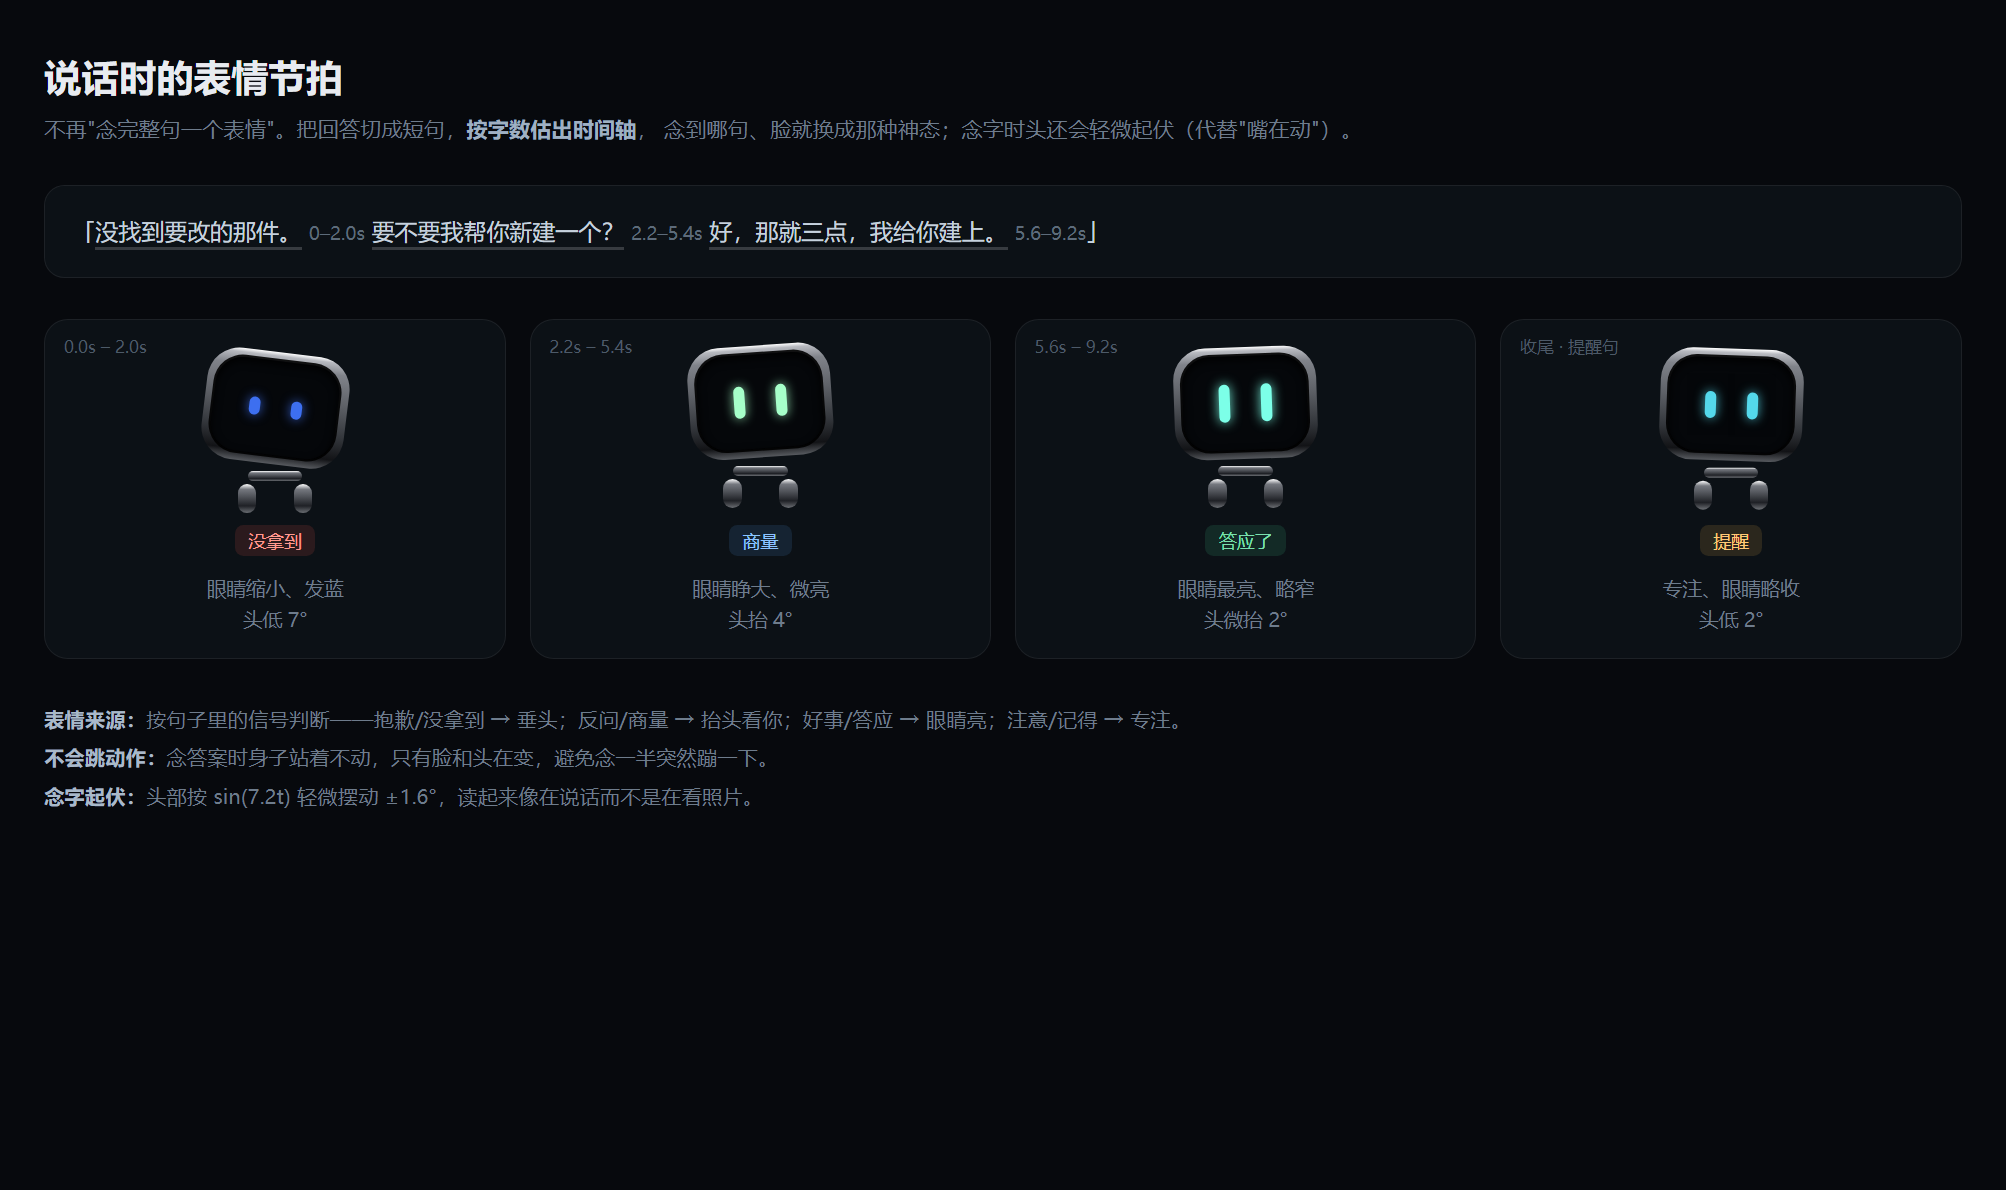 说话时的表情节拍
不再"念完整句一个表情"。把回答切成短句，按字数估出时间轴， 念到哪句、脸就换成那种神态；念字时头还会轻微起伏（代替"嘴在动"）。
「没找到要改的那件。 0–2.0s 要不要我帮你新建一个？ 2.2–5.4s 好，那就三点，我给你建上。 5.6–9.2s」
0.0s – 2.0s
没拿到
眼睛缩小、发蓝
头低 7°
2.2s – 5.4s
商量
眼睛睁大、微亮
头抬 4°
5.6s – 9.2s
答应了
眼睛最亮、略窄
头微抬 2°
收尾 · 提醒句
提醒
专注、眼睛略收
头低 2°
表情来源：按句子里的信号判断——抱歉/没拿到 → 垂头；反问/商量 → 抬头看你；好事/答应 → 眼睛亮；注意/记得 → 专注。
不会跳动作：念答案时身子站着不动，只有脸和头在变，避免念一半突然蹦一下。
念字起伏：头部按 sin(7.2t) 轻微摆动 ±1.6°，读起来像在说话而不是在看照片。